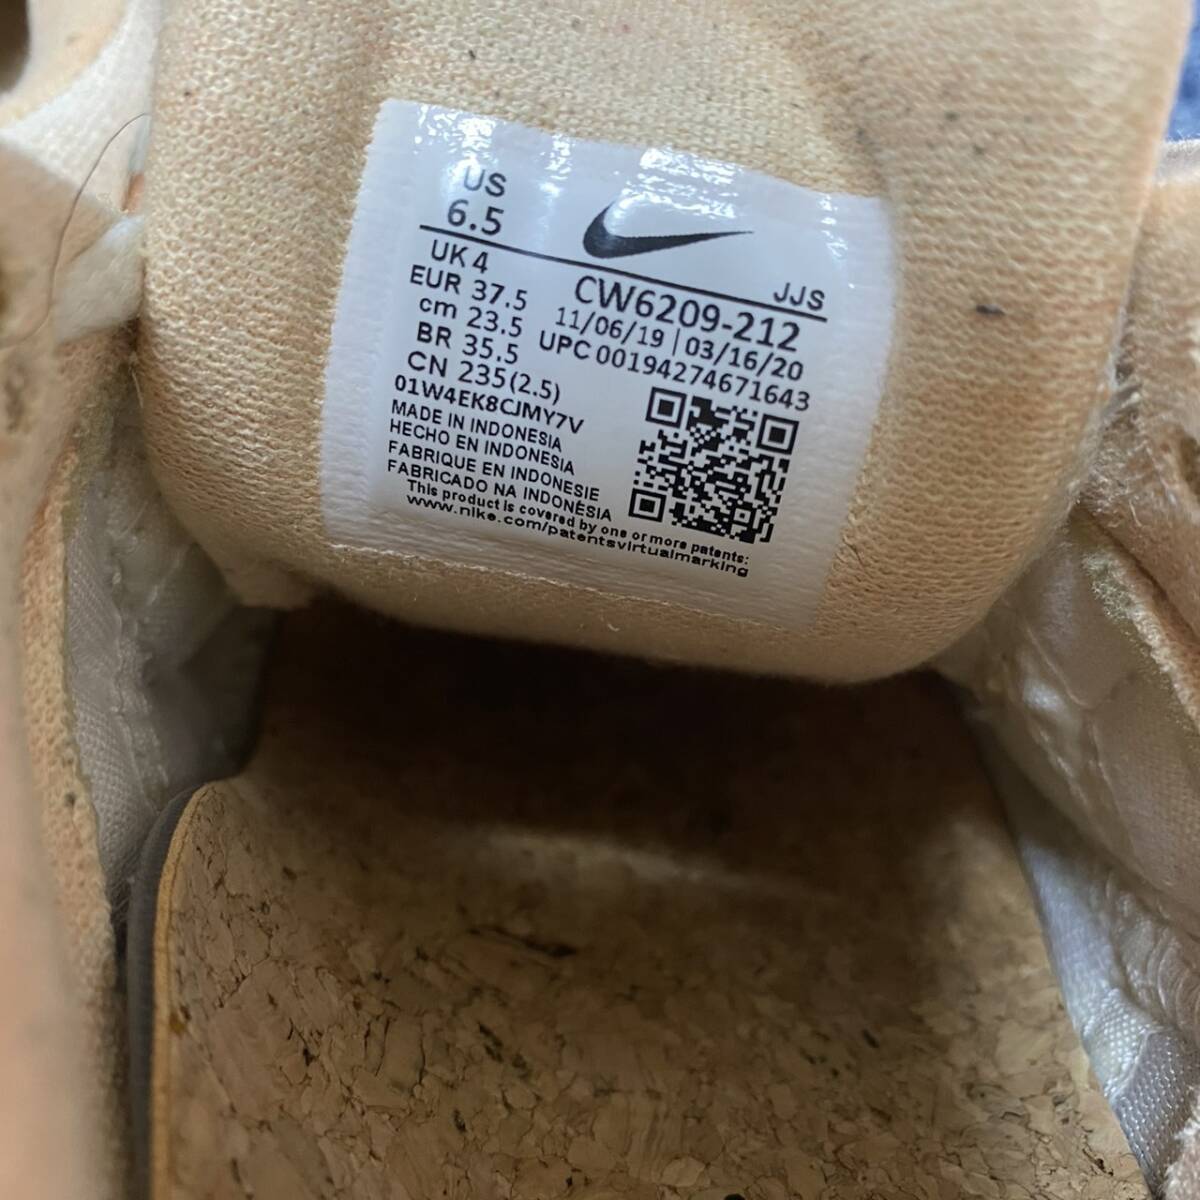 US
6.5
UK 4
EUR 37.5
cm 23.5
BR 35.5
CN 235(2.5)
JJS
CW6209-212
11/06/19 | 03/16/20
UPC 00194274671643
01W4EK8CJMY7V
MADE IN INDONESIA
HECHO EN INDONESIA
FABRIQUE EN INDONESIE
FABRICADO NA INDONÉSIA
This product is covered by one or more patents:
www.nike.com/patentsvirtualmarking